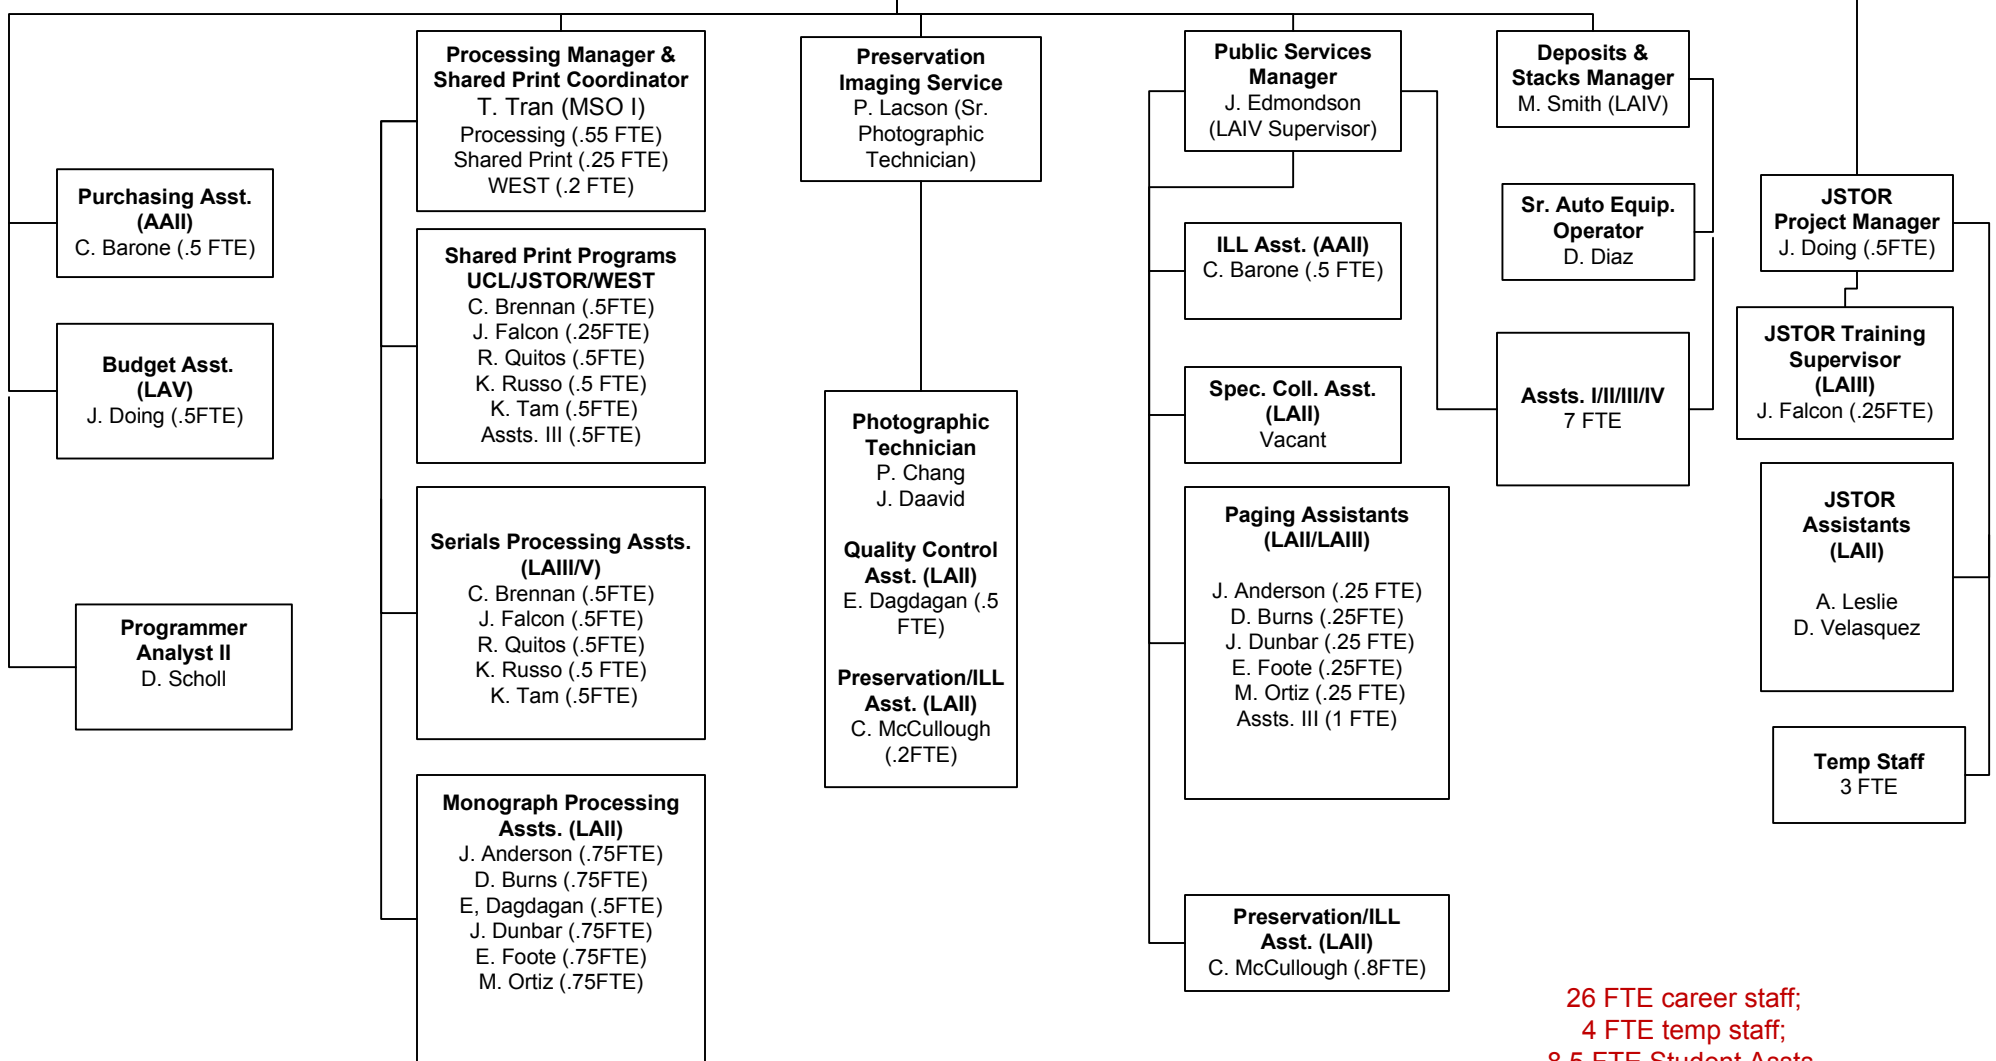 Processing Manager &
Shared Print Coordinator
T. Tran (MSO I)
Processing (.55 FTE)
Shared Print (.25 FTE)
WEST (.2 FTE)
Preservation
Imaging Service
P. Lacson (Sr.
Photographic
Technician)
Public Services
Manager
J. Edmondson
(LAIV Supervisor)
Deposits &
Stacks Manager
M. Smith (LAIV)
Purchasing Asst.
(AAII)
C. Barone (.5 FTE)
Sr. Auto Equip.
Operator
D. Diaz
JSTOR
Project Manager
J. Doing (.5FTE)
Shared Print Programs
UCL/JSTOR/WEST
C. Brennan (.5FTE)
J. Falcon (.25FTE)
R. Quitos (.5FTE)
K. Russo (.5 FTE)
K. Tam (.5FTE)
Assts. III (.5FTE)
ILL Asst. (AAII)
C. Barone (.5 FTE)
Budget Asst.
(LAV)
J. Doing (.5FTE)
JSTOR Training
Supervisor
(LAIII)
J. Falcon (.25FTE)
Assts. I/II/III/IV
7 FTE
Spec. Coll. Asst.
(LAII)
Vacant
Photographic
Technician
P. Chang
J. Daavid
Quality Control
Asst. (LAII)
E. Dagdagan (.5
FTE)
Preservation/ILL
Asst. (LAII)
C. McCullough
(.2FTE)
Serials Processing Assts.
(LAIII/V)
C. Brennan (.5FTE)
J. Falcon (.5FTE)
R. Quitos (.5FTE)
K. Russo (.5 FTE)
K. Tam (.5FTE)
Paging Assistants
(LAII/LAIII)
J. Anderson (.25 FTE)
D. Burns (.25FTE)
J. Dunbar (.25 FTE)
E. Foote (.25FTE)
M. Ortiz (.25 FTE)
Assts. III (1 FTE)
JSTOR
Assistants
(LAII)
A. Leslie
D. Velasquez
Programmer
Analyst II
D. Scholl
Temp Staff
3 FTE
Monograph Processing
Assts. (LAII)
J. Anderson (.75FTE)
D. Burns (.75FTE)
E, Dagdagan (.5FTE)
J. Dunbar (.75FTE)
E. Foote (.75FTE)
M. Ortiz (.75FTE)
Preservation/ILL
Asst. (LAII)
C. McCullough (.8FTE)
26 FTE career staff;
4 FTE temp staff;
8.5 FTE Student Assts